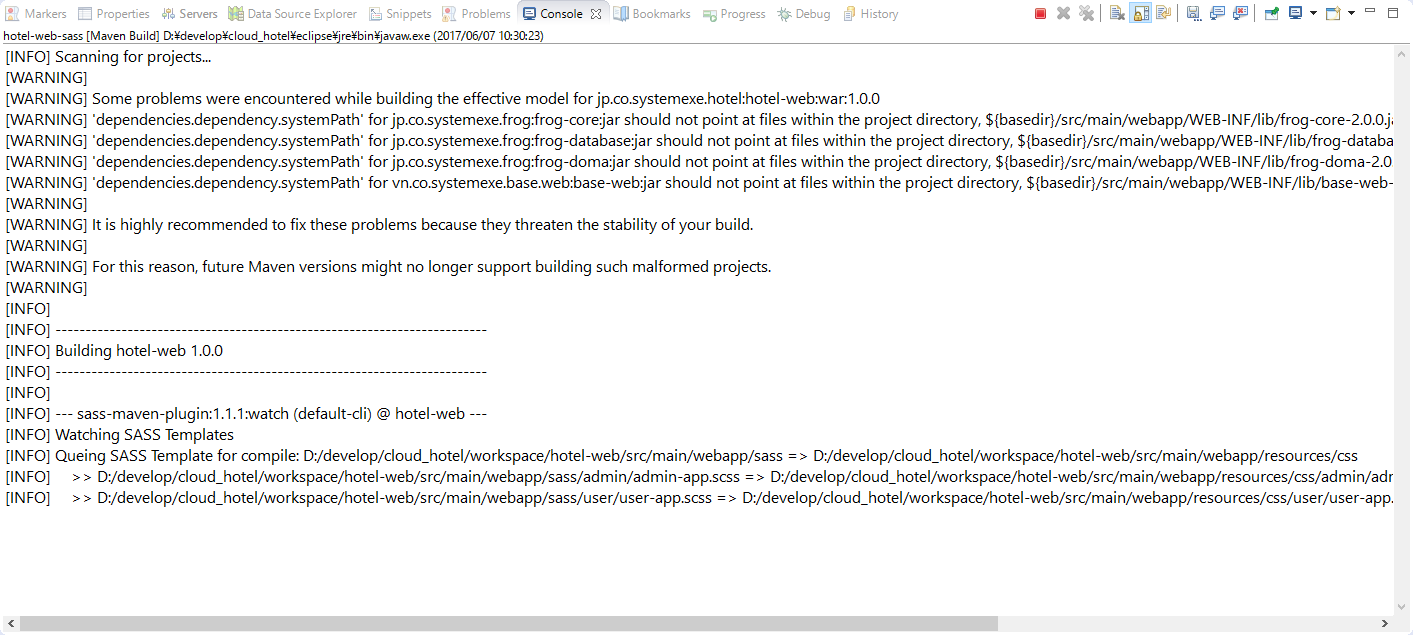 Markers Properties Servers Data Source Explorer Snippets Problems Console Bookmarks Progress Debug History
hotel-web-sass [Maven Build] D:¥develop¥cloud_hotel¥eclipse¥jre¥bin¥javaw.exe (2017/06/07 10:30:23)
[INFO] Scanning for projects...
[WARNING]
[WARNING] Some problems were encountered while building the effective model for jp.co.systemexe.hotel:hotel-web:war:1.0.0
[WARNING] 'dependencies.dependency.systemPath' for jp.co.systemexe.frog:frog-core:jar should not point at files within the project directory, ${basedir}/src/main/webapp/WEB-INF/lib/frog-core-2.0.0.ja
[WARNING] 'dependencies.dependency.systemPath' for jp.co.systemexe.frog:frog-database:jar should not point at files within the project directory, ${basedir}/src/main/webapp/WEB-INF/lib/frog-databa
[WARNING] 'dependencies.dependency.systemPath' for jp.co.systemexe.frog:frog-doma:jar should not point at files within the project directory, ${basedir}/src/main/webapp/WEB-INF/lib/frog-doma-2.0
[WARNING] 'dependencies.dependency.systemPath' for vn.co.systemexe.base.web:base-web:jar should not point at files within the project directory, ${basedir}/src/main/webapp/WEB-INF/lib/base-web-
[WARNING]
[WARNING] It is highly recommended to fix these problems because they threaten the stability of your build.
[WARNING]
[WARNING] For this reason, future Maven versions might no longer support building such malformed projects.
[WARNING]
[INFO]
[INFO] ------------------------------------------------------------------------
[INFO] Building hotel-web 1.0.0
[INFO] ------------------------------------------------------------------------
[INFO]
[INFO] --- sass-maven-plugin:1.1.1:watch (default-cli) @ hotel-web ---
[INFO] Watching SASS Templates
[INFO] Queing SASS Template for compile: D:/develop/cloud_hotel/workspace/hotel-web/src/main/webapp/sass => D:/develop/cloud_hotel/workspace/hotel-web/src/main/webapp/resources/css
[INFO] >> D:/develop/cloud_hotel/workspace/hotel-web/src/main/webapp/sass/admin/admin-app.scss => D:/develop/cloud_hotel/workspace/hotel-web/src/main/webapp/resources/css/admin/adr
[INFO] >> D:/develop/cloud_hotel/workspace/hotel-web/src/main/webapp/sass/user/user-app.scss => D:/develop/cloud_hotel/workspace/hotel-web/src/main/webapp/resources/css/user/user-app.